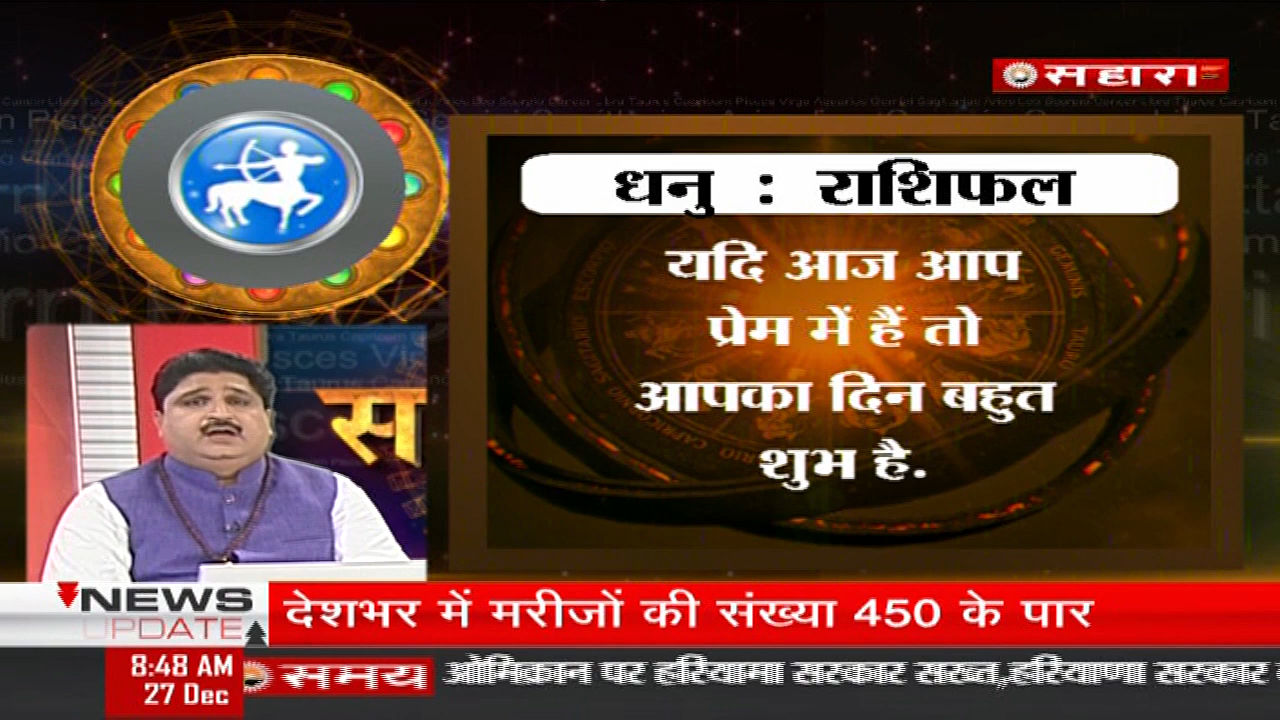 सहारा
धनु : राशिफल
यदि आज आप
प्रेम में हैं तो
आपका दिन बहुत
शुभ है.
स
NEWS
UPDATE
देशभर में मरीजों की संख्या 450 के पार
8:48 AM
27 Dec
समय
ओमिकान पर हरियामा सरकार सख्त,,हरियाणा सरकार